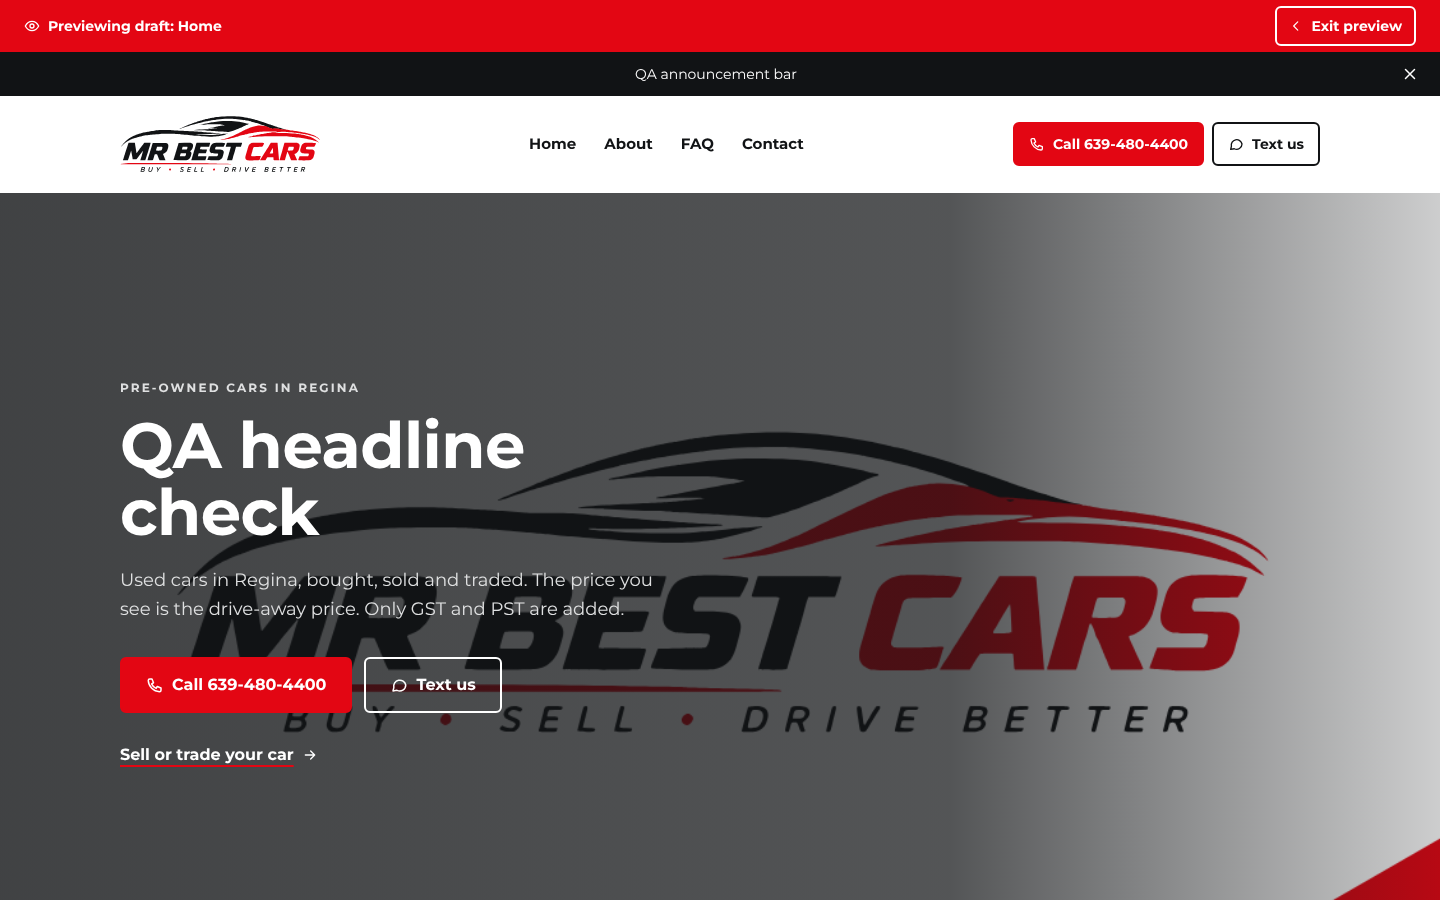 Previewing draft: Home
Exit preview
QA announcement bar
MR BEST CARS
BUY • SELL • DRIVE BETTER
Home
About
FAQ
Contact
Call 639-480-4400
Text us
PRE-OWNED CARS IN REGINA
QA headline
check
Used cars in Regina, bought, sold and traded. The price you
see is the drive-away price. Only GST and PST are added.
MR BEST CARS
Call 639-480-4400
Text us
BUY • SELL • DRIVE BETTER
Sell or trade your car